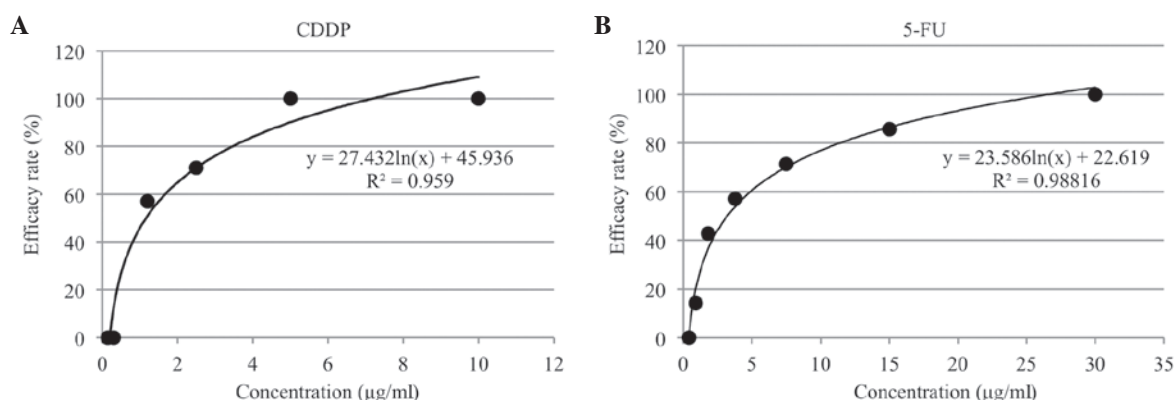 A
CDDP
120
100
80
60
40
20
0
Efficacy rate (%)
y = 27.432ln(x) + 45.936
R² = 0.959
0 2 4 6 8 10 12
Concentration (µg/ml)
B
5-FU
120
100
80
60
40
20
0
Efficacy rate (%)
y = 23.586ln(x) + 22.619
R² = 0.98816
0 5 10 15 20 25 30 35
Concentration (µg/ml)